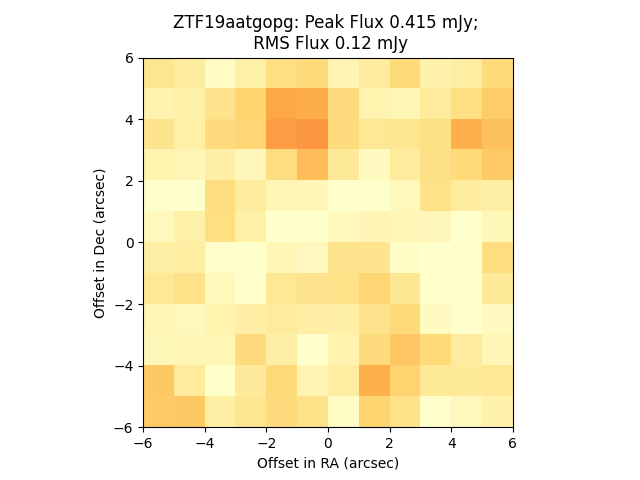 ZTF19aatgopg: Peak Flux 0.415 mJy;
RMS Flux 0.12 mJy
6
4
2
0
−2
−4
−6
Offset in Dec (arcsec)
−6 −4 −2 0 2 4 6
Offset in RA (arcsec)